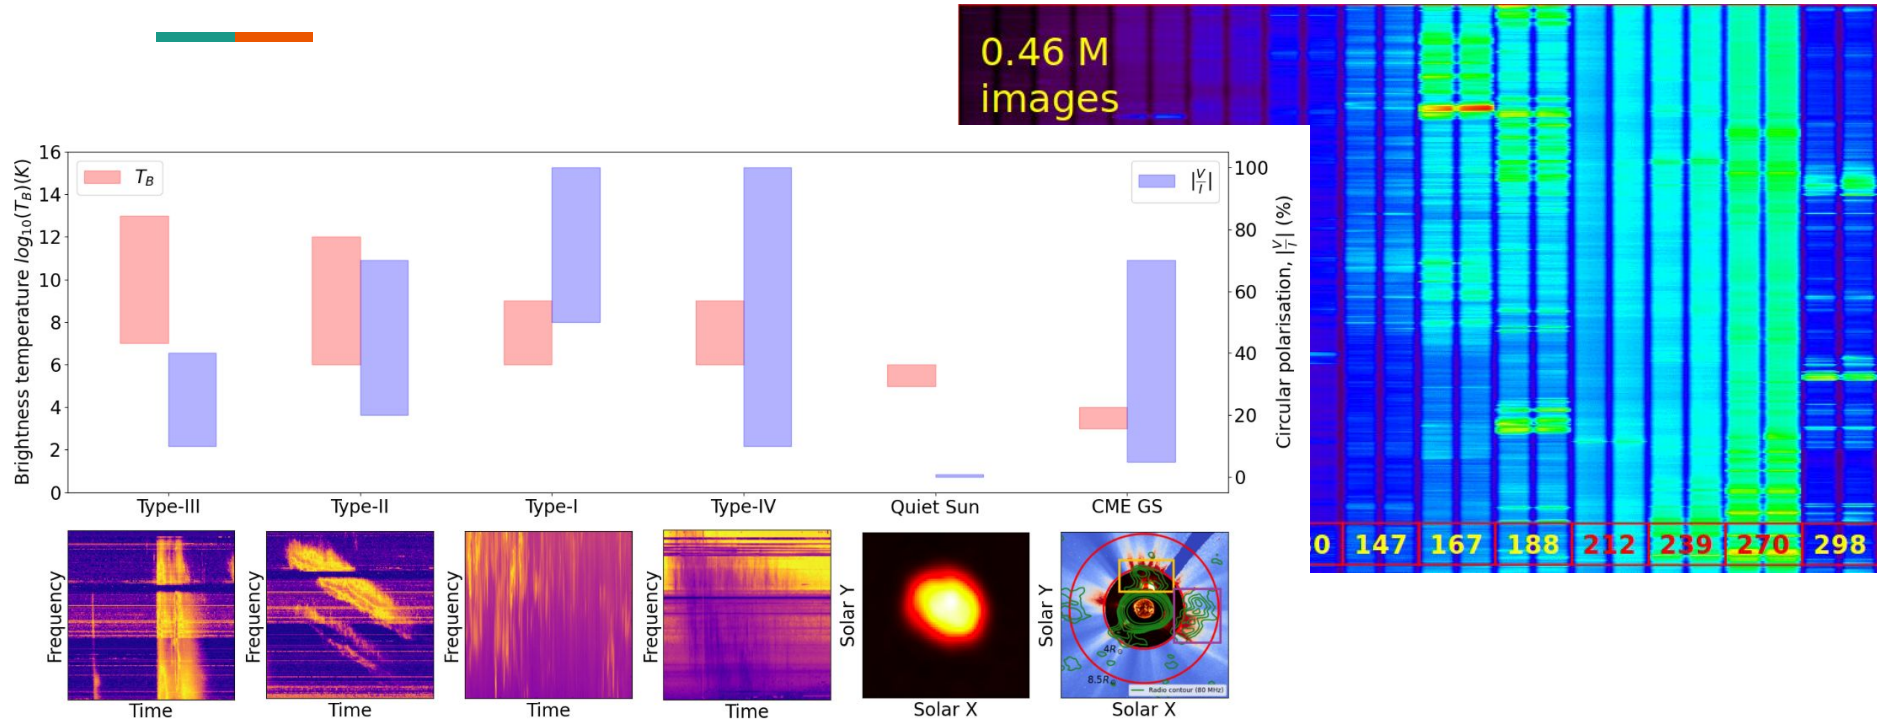 0.46 M
images
Brightness temperature log₁₀(T_B)(K)
16
14
12
10
8
6
4
2
0
T_B
|V/I|
100
80
60
40
20
0
Circular polarisation, |V/I| (%)
Type-III
Type-II
Type-I
Type-IV
Quiet Sun
CME GS
147
167
188
212
239
270
298
Frequency
Time
Frequency
Time
Frequency
Time
Frequency
Time
Solar Y
Solar X
Solar Y
4R
8.5R
Radio contour (80 MHz)
Solar X